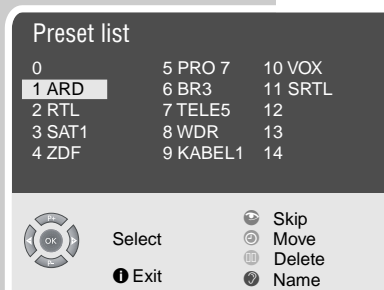 Preset list
0 5 PRO 7 10 VOX
1 ARD 6 BR3 11 SRTL
2 RTL 7 TELE5 12
3 SAT1 8 WDR 13
4 ZDF 9 KABEL1 14
P+
OK
P-
Select
Exit
Skip
Move
Delete
Name